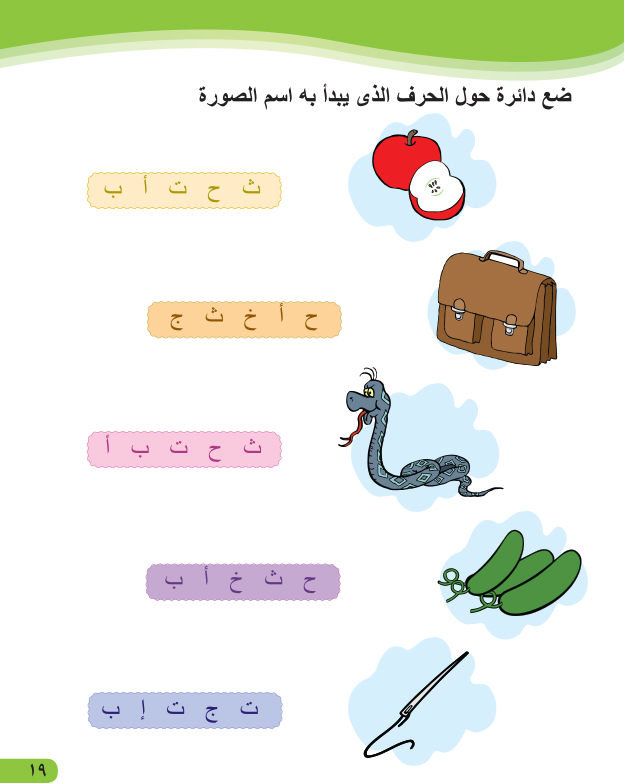 ضع دائرة حول الحرف الذى يبدأ به اسم الصورة
ث ح ت أ ب
ح أ خ ث ج
ث ح ت ب أ
ح ث خ أ ب
ت ج ت إ ب
١٩